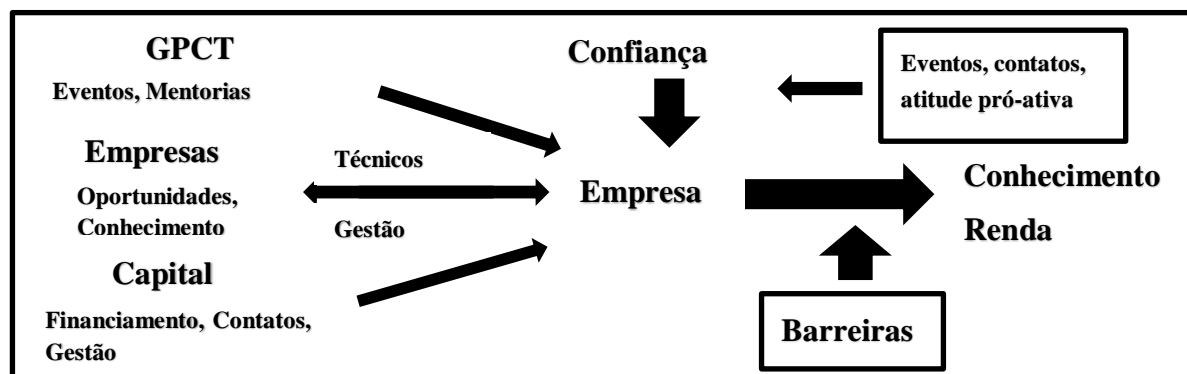 GPCT
Eventos, Mentorias
Empresas
Oportunidades,
Conhecimento
Capital
Financiamento, Contatos,
Gestão
Técnicos
Gestão
Confiança
Empresa
Eventos, contatos,
atitude pró-ativa
Conhecimento
Renda
Barreiras